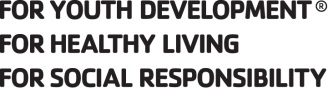 FOR YOUTH DEVELOPMENT®
FOR HEALTHY LIVING
FOR SOCIAL RESPONSIBILITY